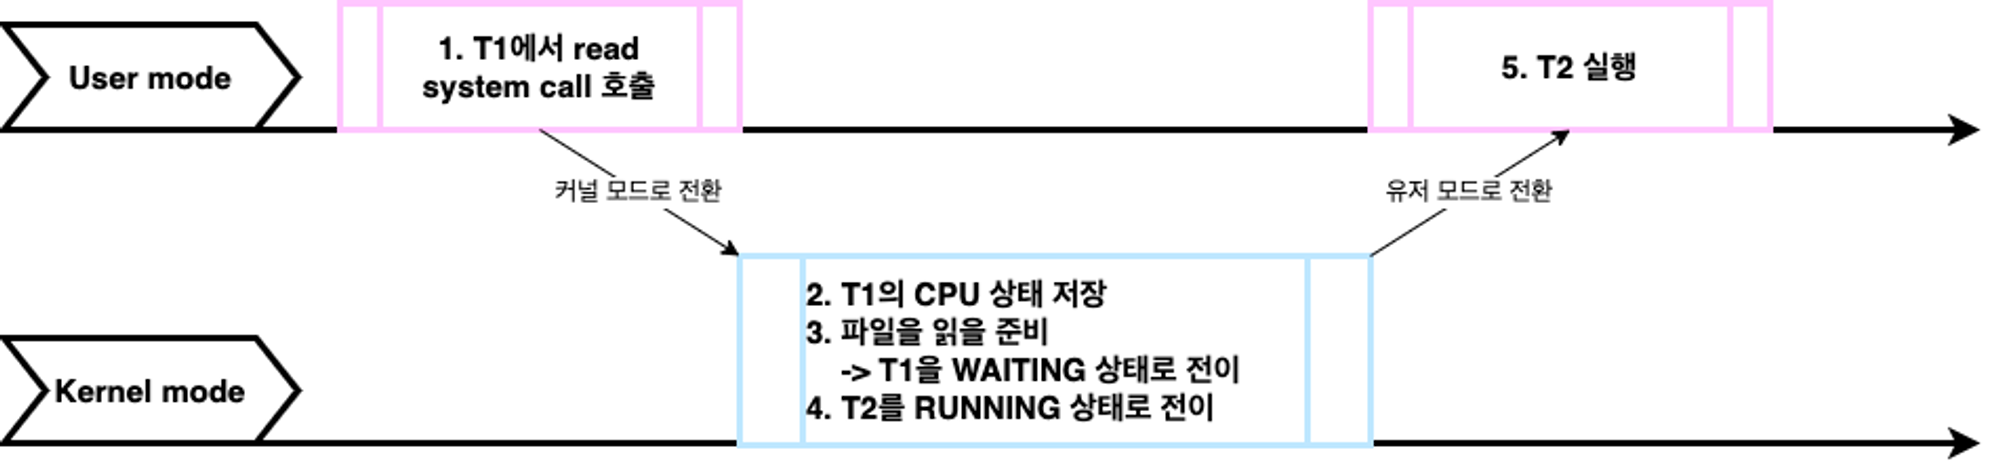 User mode
1. T1에서 read
system call 호출
5. T2 실행
커널 모드로 전환
유저 모드로 전환
Kernel mode
2. T1의 CPU 상태 저장
3. 파일을 읽을 준비
-> T1을 WAITING 상태로 전이
4. T2를 RUNNING 상태로 전이